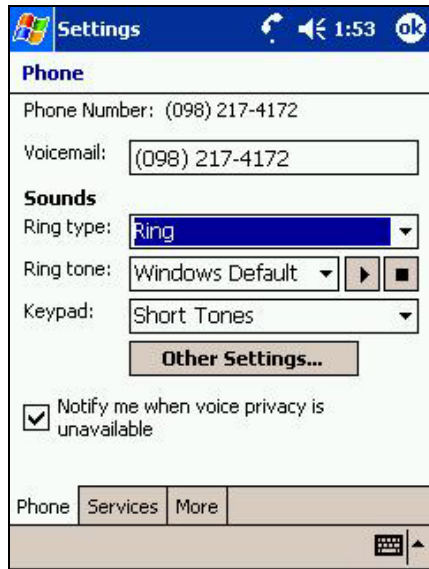 Settings 1:53 ok
Phone
Phone Number: (098) 217-4172
Voicemail: (098) 217-4172
Sounds
Ring type: Ring
Ring tone: Windows Default
Keypad: Short Tones
Other Settings...
Notify me when voice privacy is
unavailable
Phone Services More